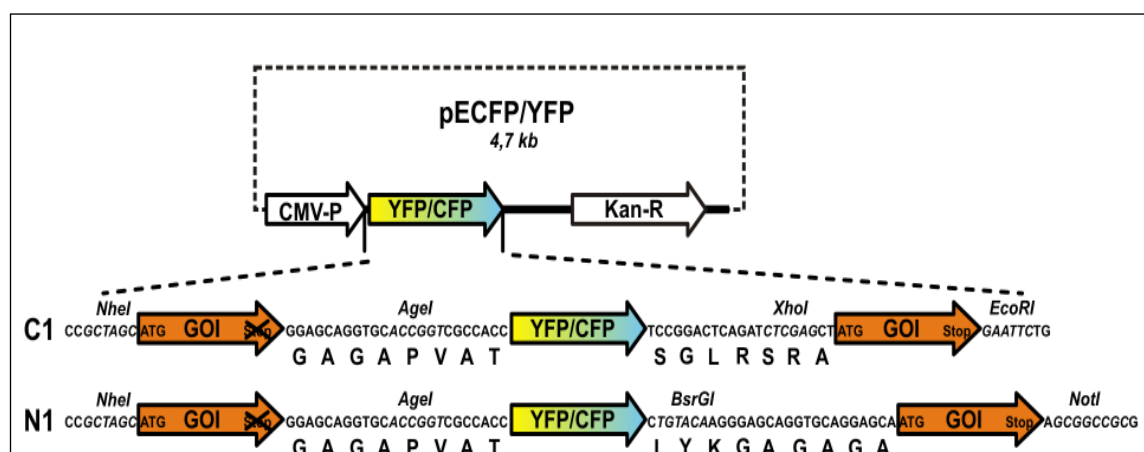 pECFP/YFP
4,7 kb
CMV-P YFP/CFP Kan-R
NheI AgeI XhoI EcoRI
C1 CCGCTAGC ATG GOI Stop GGAGCAGGTGCACCGGTCGCCACC YFP/CFP TCCGGACTCAGATCTCGAGCT ATG GOI Stop GAATTCTG
G A G A P V A T S G L R S R A
NheI AgeI BsrGI NotI
N1 CCGCTAGC ATG GOI Stop GGAGCAGGTGCACCGGTCGCCACC YFP/CFP CTGTACAAGGGAGCAGGTGCAGGAGCA ATG GOI Stop AGCGGCCGCG
G A G A P V A T L Y K G A G A G A